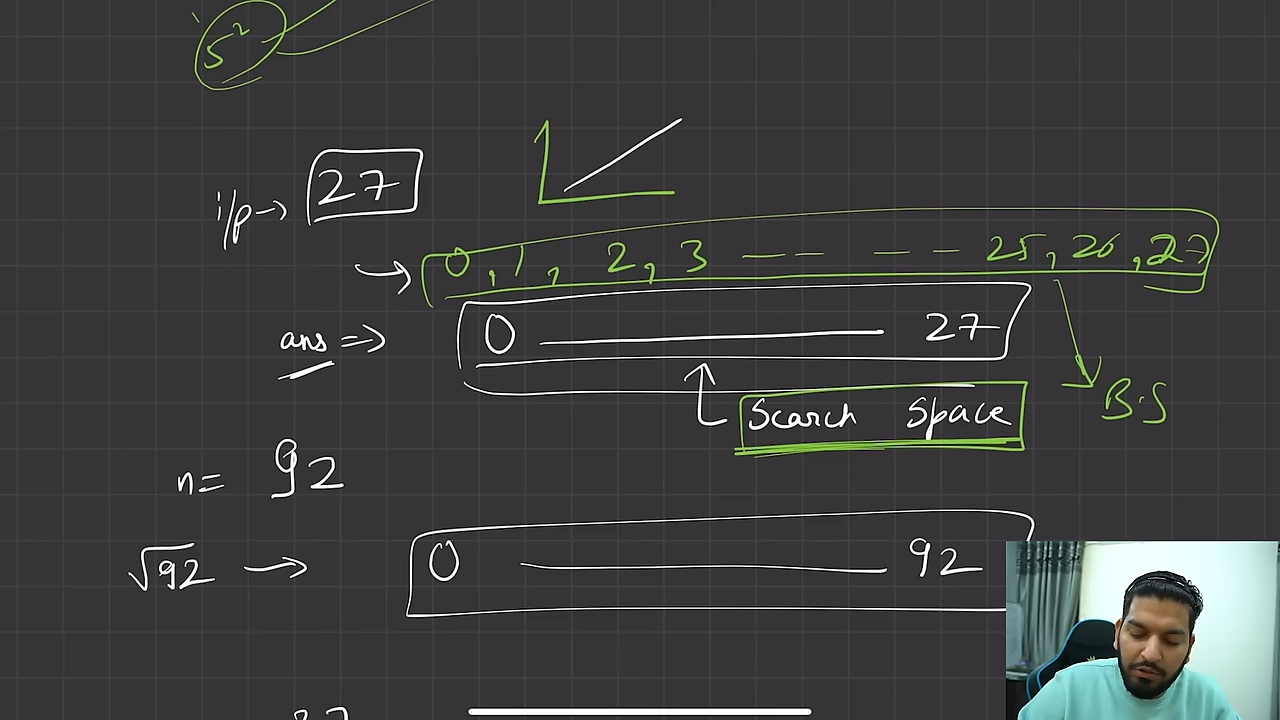 5²
i/p → 27
→ 0, 1, 2, 3 -- --- 25, 26, 27
ans => 0 —— 27
Search Space
B.S
n= 92
√92 → 0 —— 92